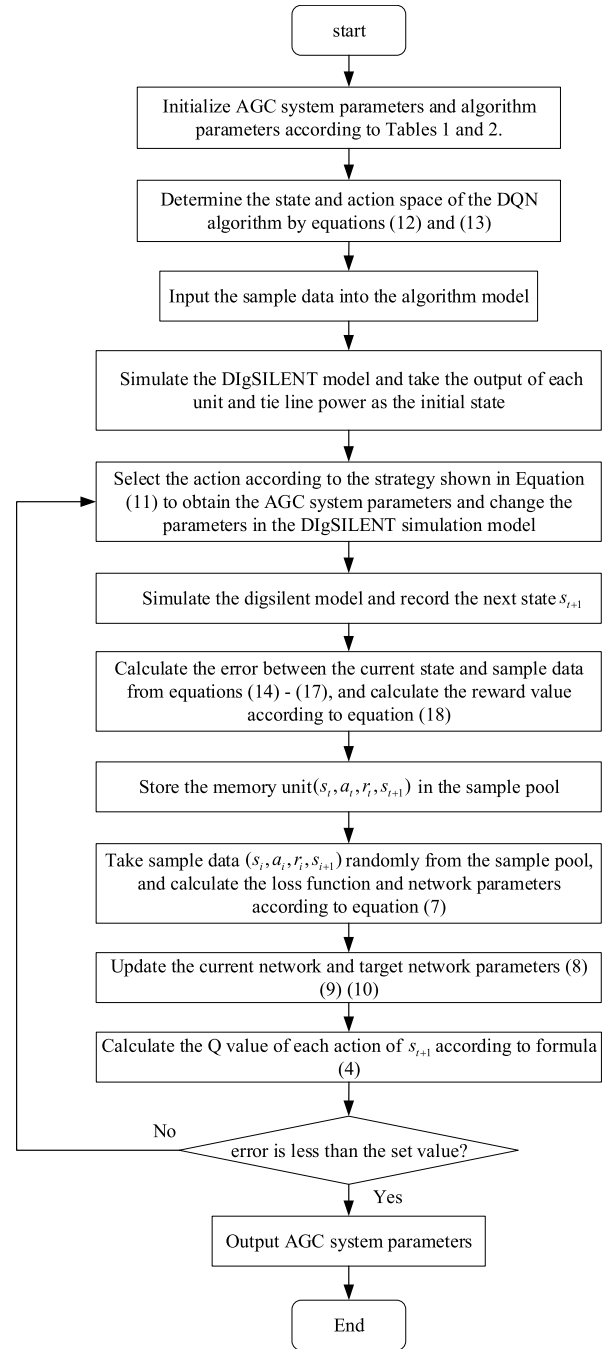 start
Initialize AGC system parameters and algorithm
parameters according to Tables 1 and 2.
Determine the state and action space of the DQN
algorithm by equations (12) and (13)
Input the sample data into the algorithm model
Simulate the DIgSILENT model and take the output of each
unit and tie line power as the initial state
Select the action according to the strategy shown in Equation
(11) to obtain the AGC system parameters and change the
parameters in the DIgSILENT simulation model
Simulate the digsilent model and record the next state s_{t+1}
Calculate the error between the current state and sample data
from equations (14) - (17), and calculate the reward value
according to equation (18)
Store the memory unit(s_t, a_t, r_t, s_{t+1}) in the sample pool
Take sample data (s_i, a_i, r_i, s_{i+1}) randomly from the sample pool,
and calculate the loss function and network parameters
according to equation (7)
Update the current network and target network parameters (8)
(9) (10)
Calculate the Q value of each action of s_{t+1} according to formula
(4)
No
error is less than the set value?
Yes
Output AGC system parameters
End